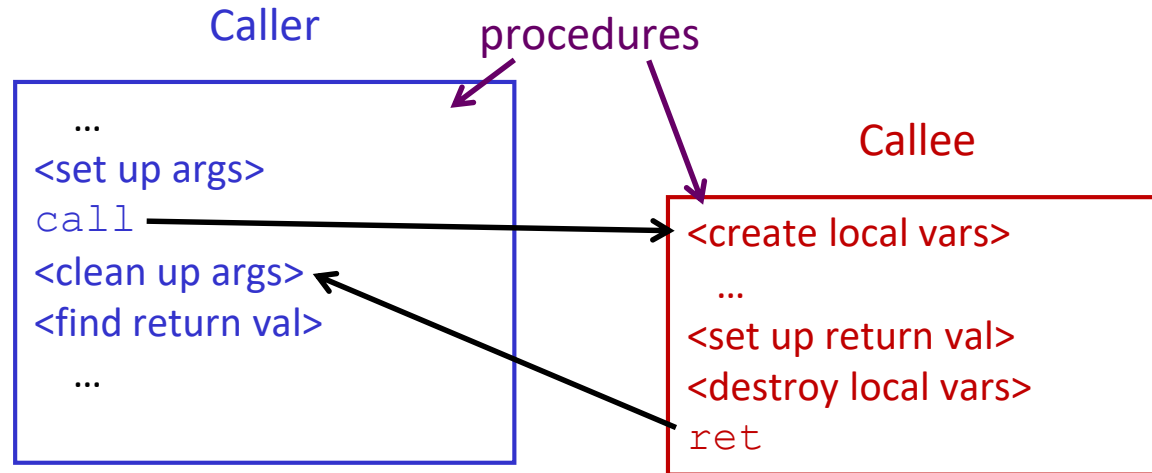 Caller
procedures
...
<set up args>
call
<clean up args>
<find return val>
...
Callee
<create local vars>
...
<set up return val>
<destroy local vars>
ret